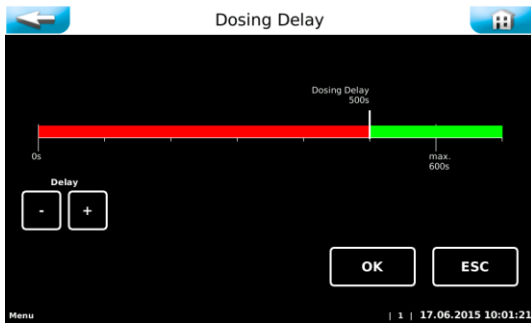 Dosing Delay
Dosing Delay
500s
0s
max.
600s
Delay
-
+
OK
ESC
Menu
| 1 | 17.06.2015 10:01:21